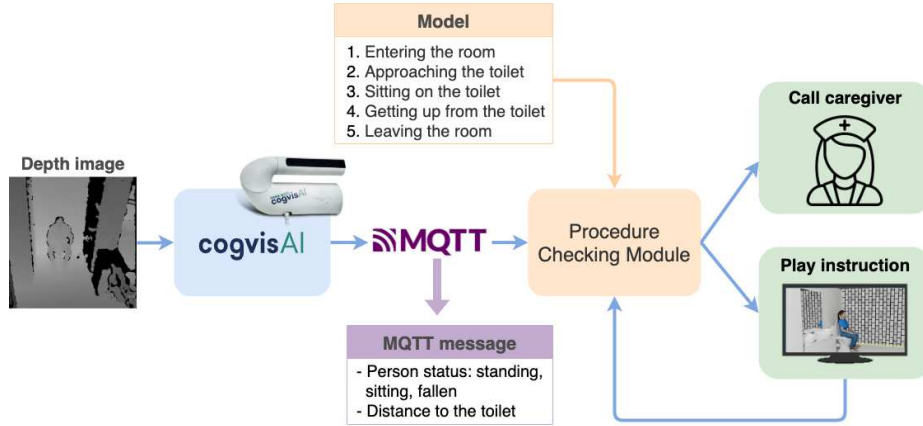 Model
1. Entering the room
2. Approaching the toilet
3. Sitting on the toilet
4. Getting up from the toilet
5. Leaving the room
Call caregiver
Depth image
cogvisAI
cogvisAI
MQTT
Procedure
Checking Module
Play instruction
MQTT message
- Person status: standing,
sitting, fallen
- Distance to the toilet